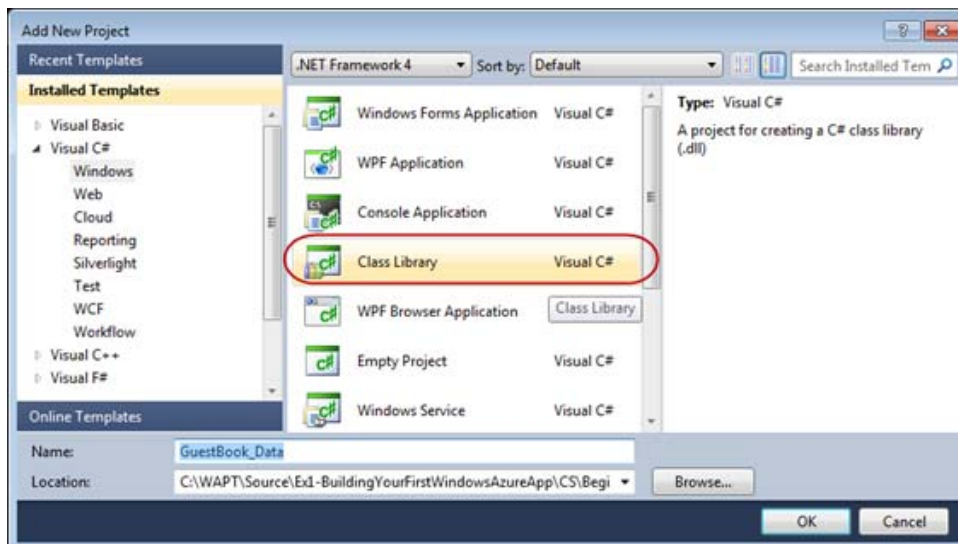 Add New Project
Recent Templates
Installed Templates
Visual Basic
Visual C#
Windows
Web
Cloud
Reporting
Silverlight
Test
WCF
Workflow
Visual C++
Visual F#
Online Templates
.NET Framework 4
Sort by: Default
Search Installed Tem
Windows Forms Application Visual C#
WPF Application Visual C#
Console Application Visual C#
Class Library Visual C#
WPF Browser Application
Class Library
Empty Project Visual C#
Windows Service Visual C#
Type: Visual C#
A project for creating a C# class library
(.dll)
Name: GuestBook_Data
Location: C:\WAPT\Source\Ex1-BuildingYourFirstWindowsAzureApp\CS\Begi
Browse...
OK
Cancel